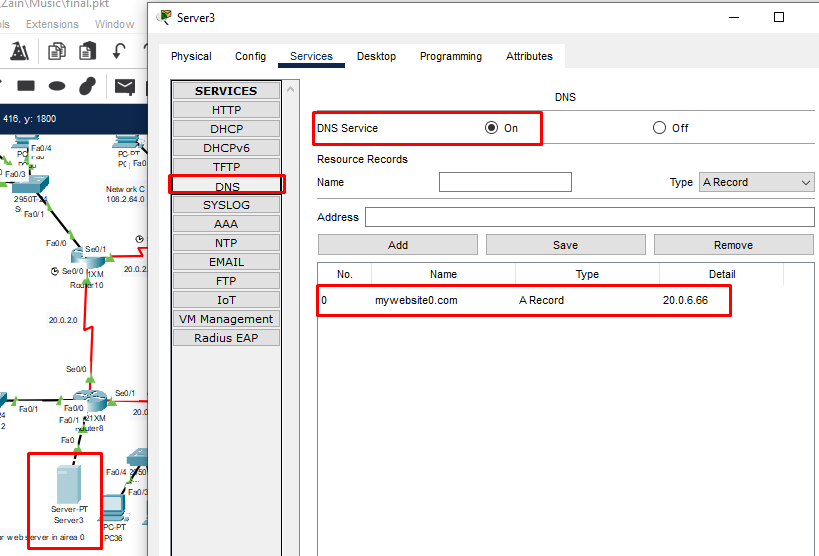 Zain\Music\final.pkt
ols Extensions Window
416, y: 1800
Fa0/4
PC-PT
Fa0
Fa0/3
2950T-24
Fa0/1
Network C
108.2.64.0
Fa0/0
Se0/1
Se0/0
1XM
Router10
20.0.2
20.0.2.0
Se0/0
Se0/1
Fa0/1
Fa0/0
21XM
Router8
20.0
24
2
Fa0/1
Fa0
Fa0/4
2950
Fa0/3
Server-PT
Server3
PC-PT
PC36
r web server in airea 0
Server3
Physical Config Services Desktop Programming Attributes
SERVICES
HTTP
DHCP
DHCPv6
TFTP
DNS
SYSLOG
AAA
NTP
EMAIL
FTP
IoT
VM Management
Radius EAP
DNS
DNS Service On Off
Resource Records
Name Type A Record
Address
Add Save Remove
No. Name Type Detail
0 mywebsite0.com A Record 20.0.6.66